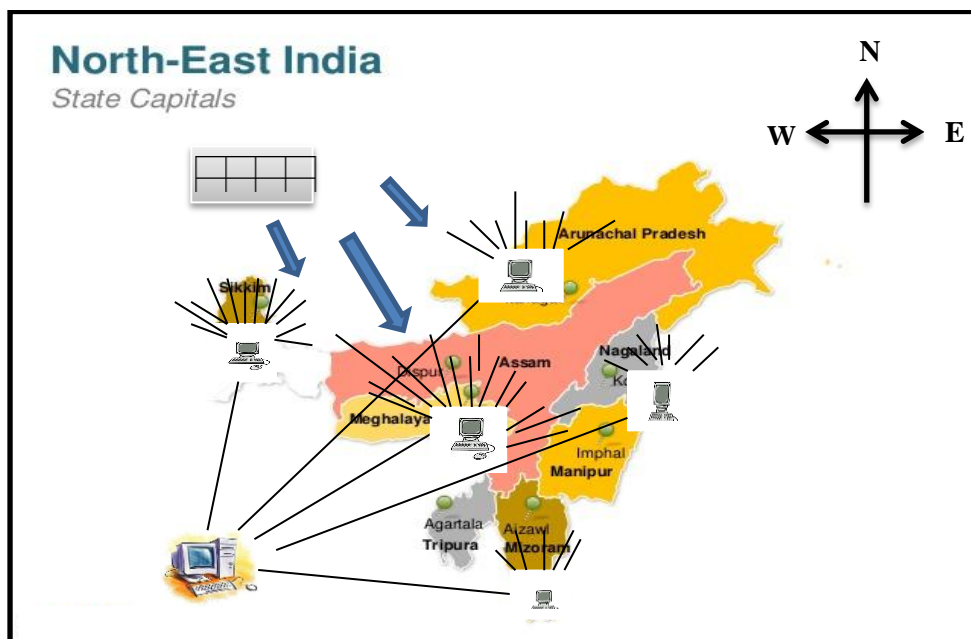 North-East India
State Capitals
N
W
E
Arunachal Pradesh
Sikkim
Nagaland
Assam
Dispur
Meghalaya
Imphal
Manipur
Agartala
Aizawl
Tripura
Mizoram